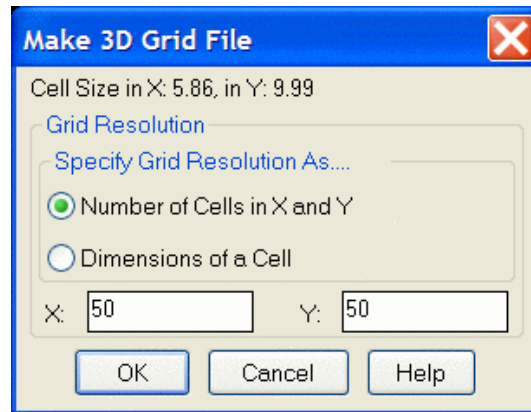 Make 3D Grid File
Cell Size in X: 5.86, in Y: 9.99
Grid Resolution
Specify Grid Resolution As....
Number of Cells in X and Y
Dimensions of a Cell
X: 50 Y: 50
OK Cancel Help